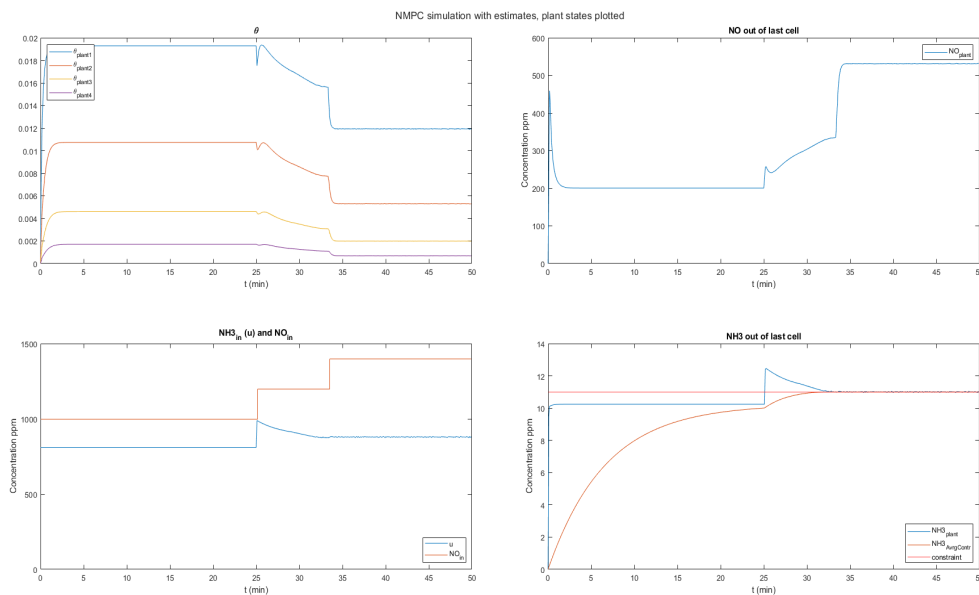 NMPC simulation with estimates, plant states plotted
θ
0.02
0.018
0.016
0.014
0.012
0.01
0.008
0.006
0.004
0.002
0
θplant1
θplant2
θplant3
θplant4
0 5 10 15 20 25 30 35 40 45 50
t (min)
NO out of last cell
Concentration ppm
600
500
400
300
200
100
0
NOplant
0 5 10 15 20 25 30 35 40 45 50
t (min)
NH3in (u) and NOin
Concentration ppm
1500
1000
500
0
u
NOin
0 5 10 15 20 25 30 35 40 45 50
t (min)
NH3 out of last cell
Concentration ppm
14
12
10
8
6
4
2
0
NH3plant
NH3AvrgContr
constraint
0 5 10 15 20 25 30 35 40 45 50
t (min)